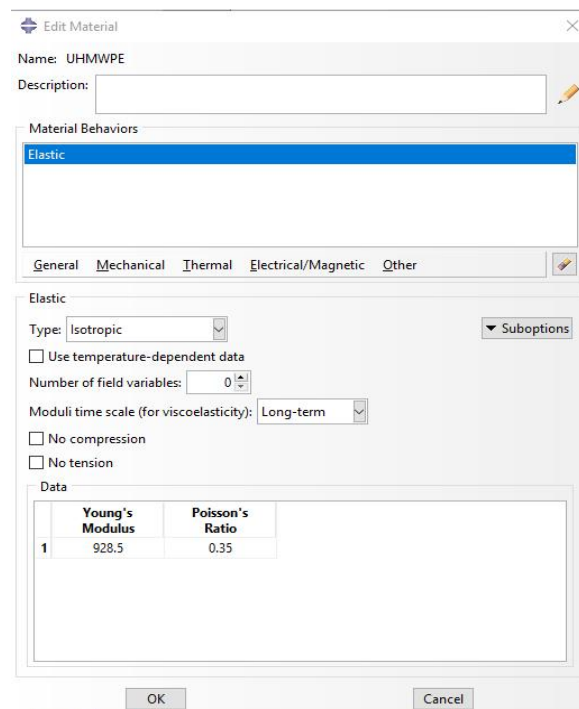 Edit Material
Name: UHMWPE
Description:
Material Behaviors
Elastic
General Mechanical Thermal Electrical/Magnetic Other
Elastic
Type: Isotropic
Suboptions
Use temperature-dependent data
Number of field variables: 0
Moduli time scale (for viscoelasticity): Long-term
No compression
No tension
Data
Young's Poisson's
Modulus Ratio
1 928.5 0.35
OK Cancel